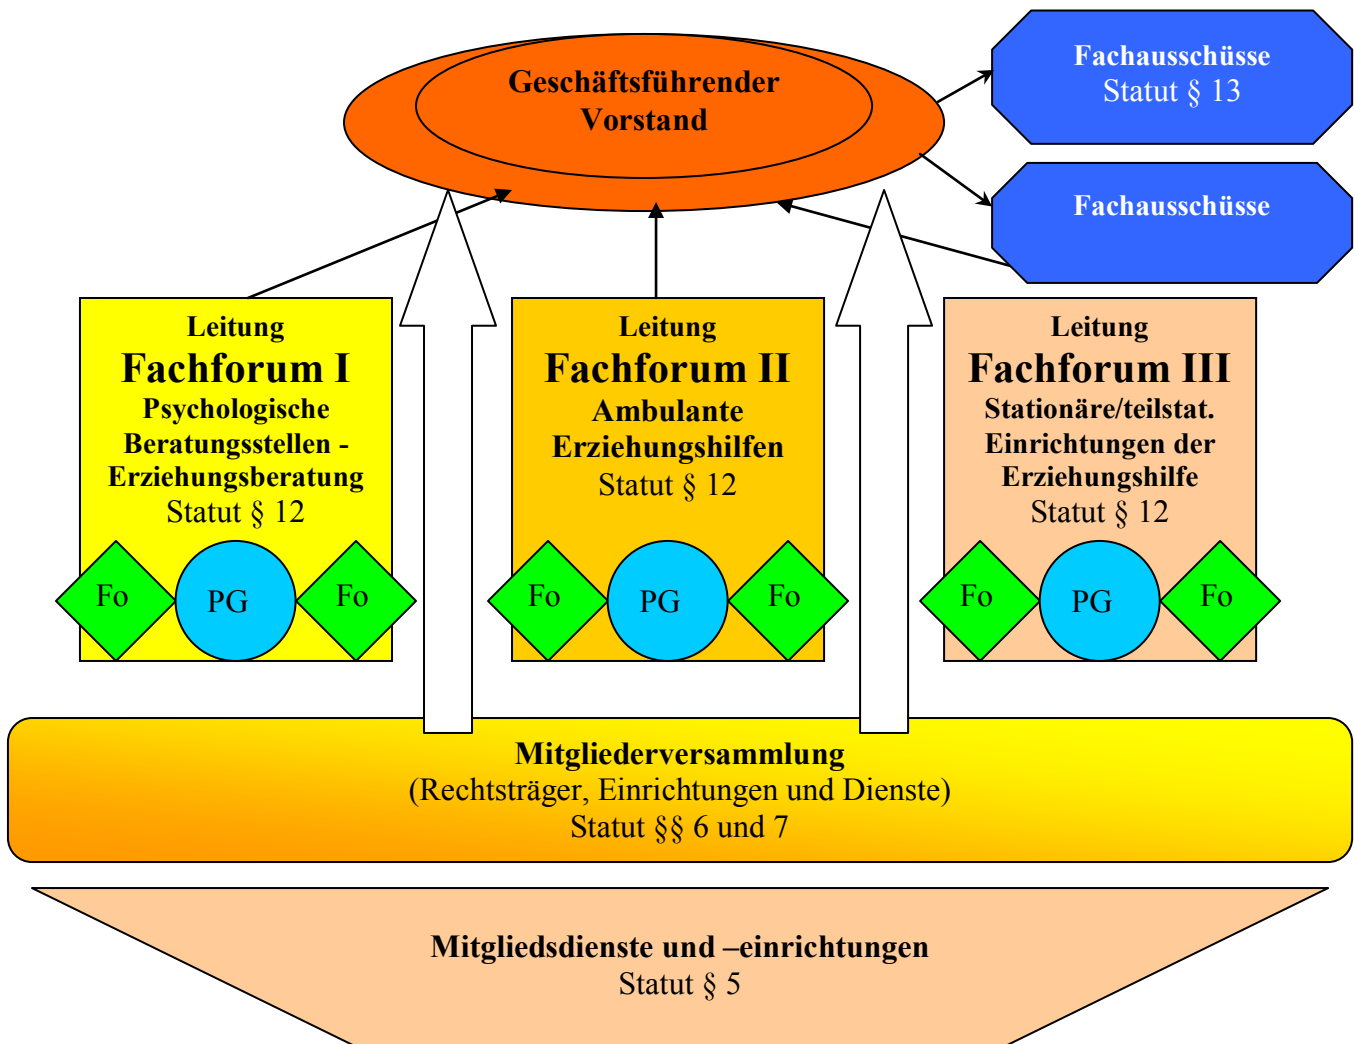 Geschäftsführender
Vorstand
Fachausschüsse
Statut § 13
Fachausschüsse
Leitung
Fachforum I
Psychologische
Beratungsstellen -
Erziehungsberatung
Statut § 12
Fo
PG
Fo
Leitung
Fachforum II
Ambulante
Erziehungshilfen
Statut § 12
Fo
PG
Fo
Leitung
Fachforum III
Stationäre/teilstat.
Einrichtungen der
Erziehungshilfe
Statut § 12
Fo
PG
Fo
Mitgliederversammlung
(Rechtsträger, Einrichtungen und Dienste)
Statut §§ 6 und 7
Mitgliedsdienste und –einrichtungen
Statut § 5